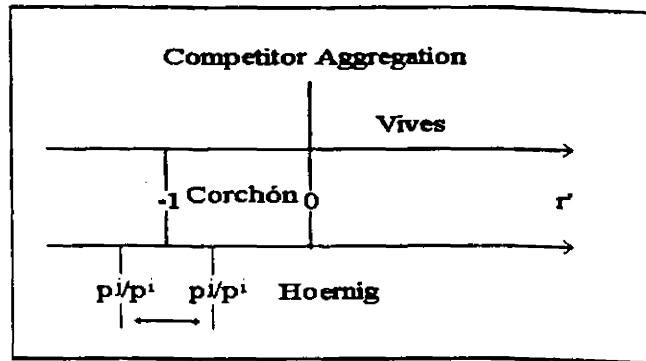 Competitor Aggregation
Vives
-1 Corchón 0 r'
pʲ/pⁱ pʲ/pⁱ Hoernig